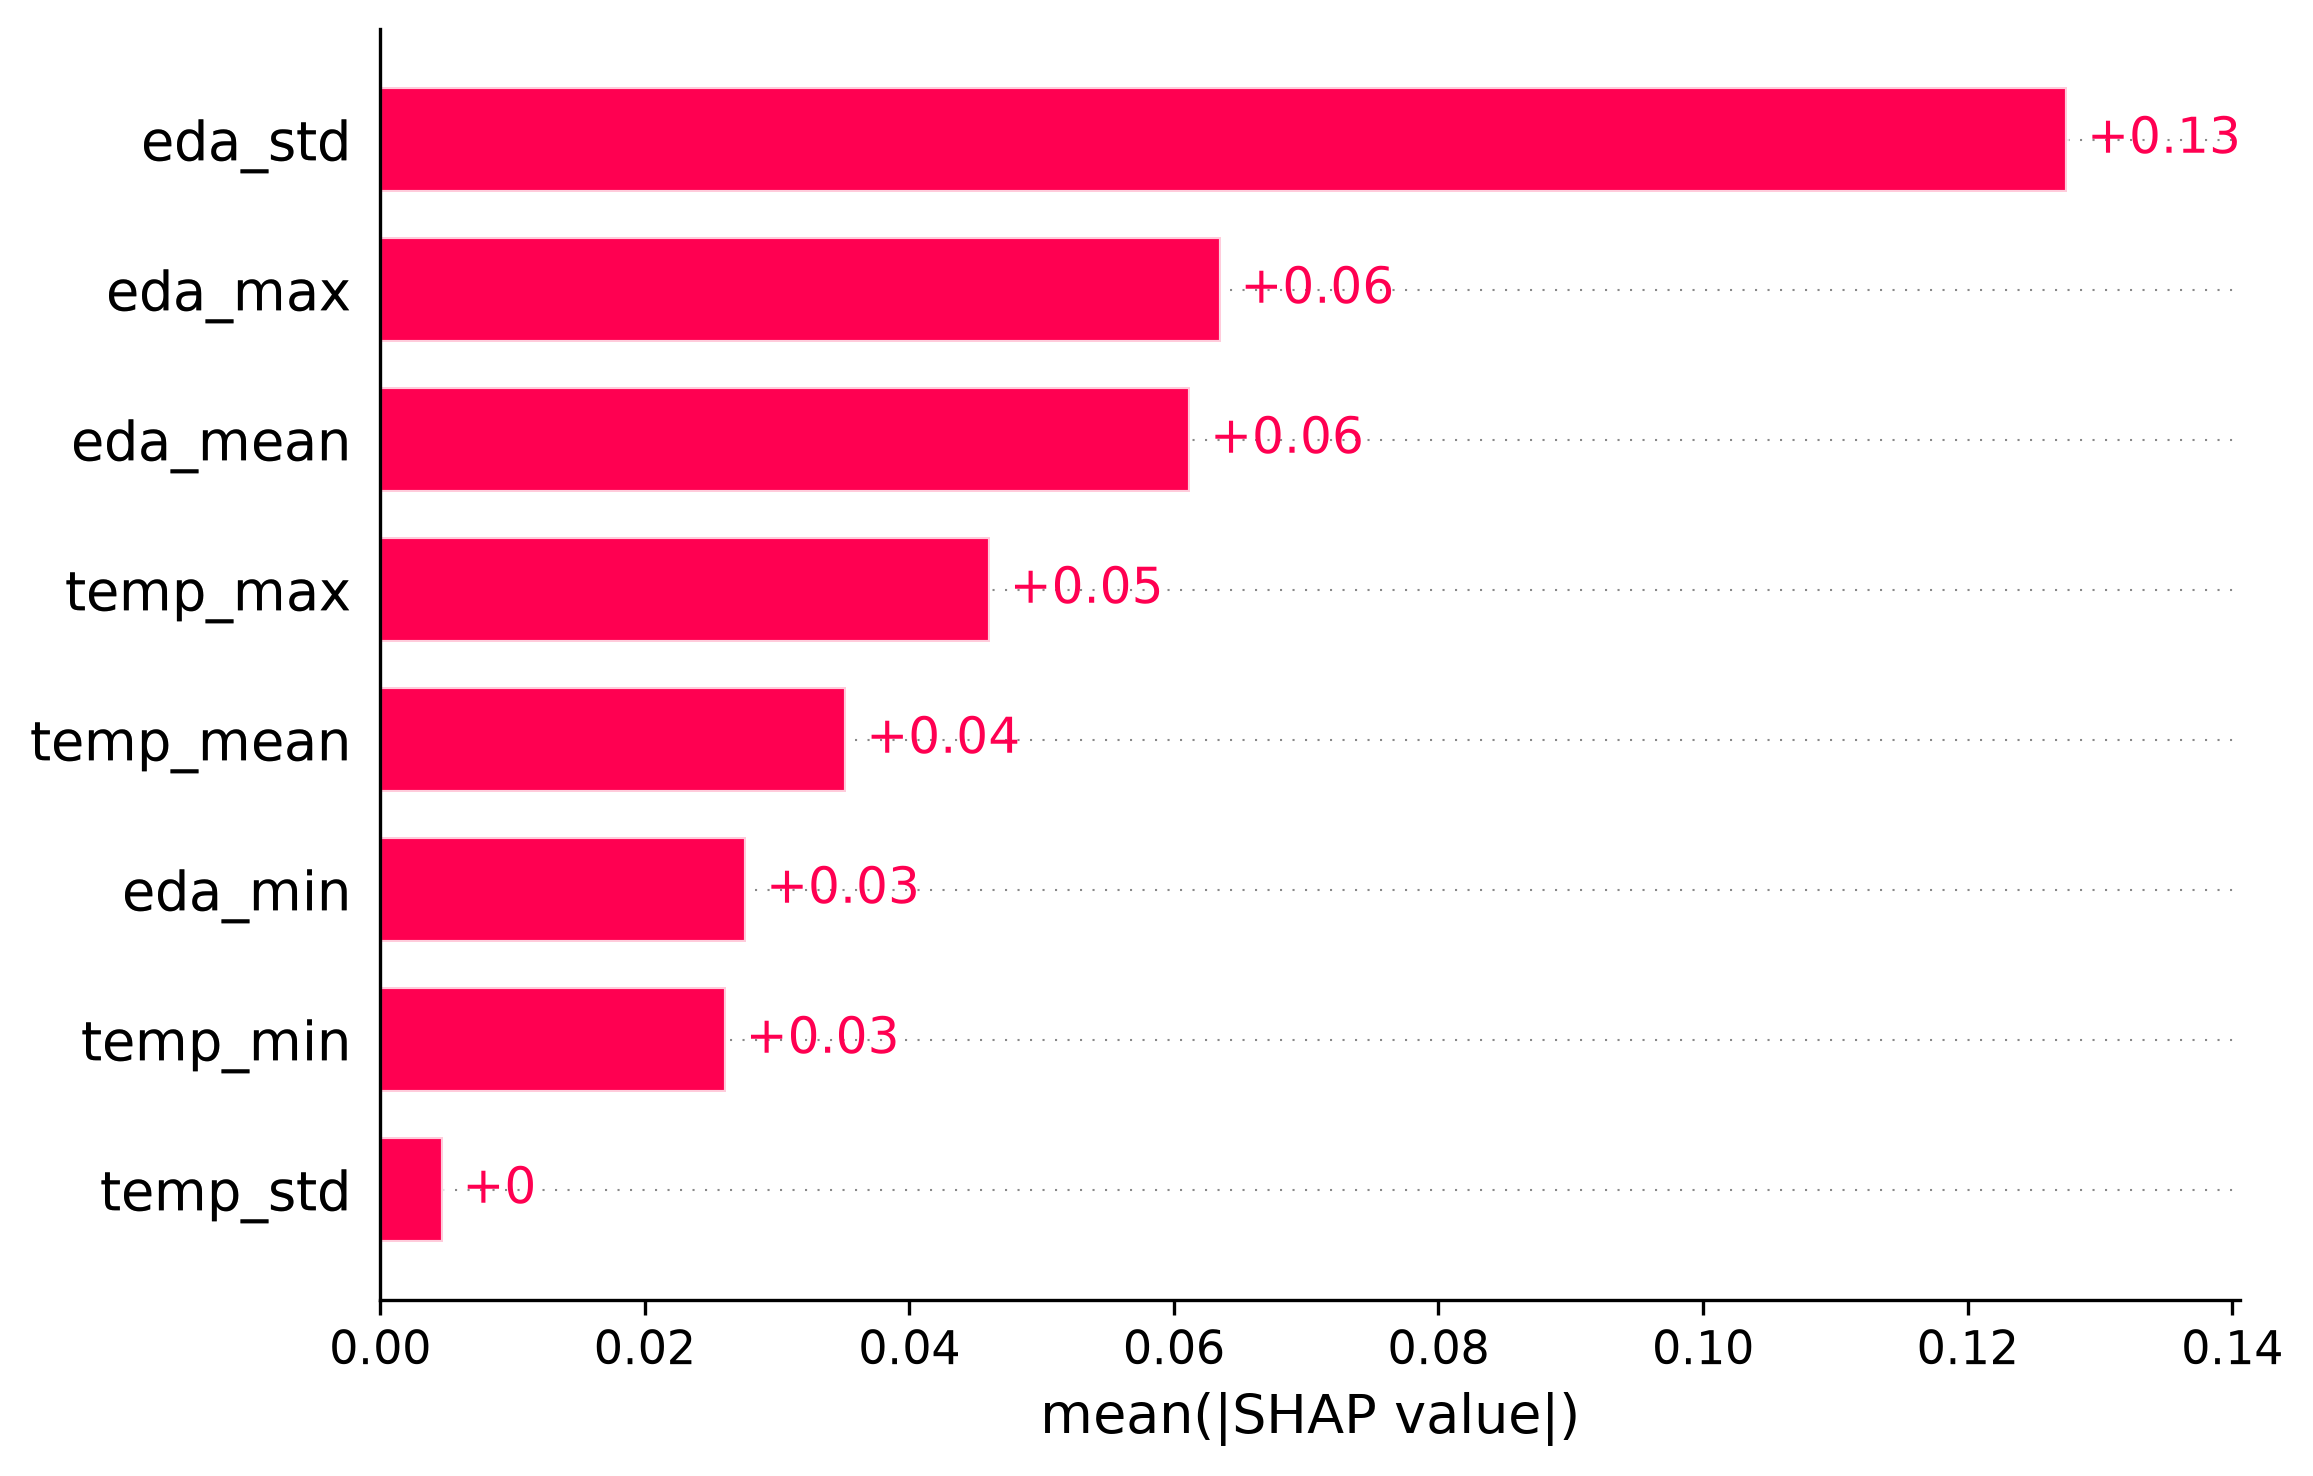 eda_std +0.13
eda_max +0.06
eda_mean +0.06
temp_max +0.05
temp_mean +0.04
eda_min +0.03
temp_min +0.03
temp_std +0
0.00 0.02 0.04 0.06 0.08 0.10 0.12 0.14
mean(|SHAP value|)